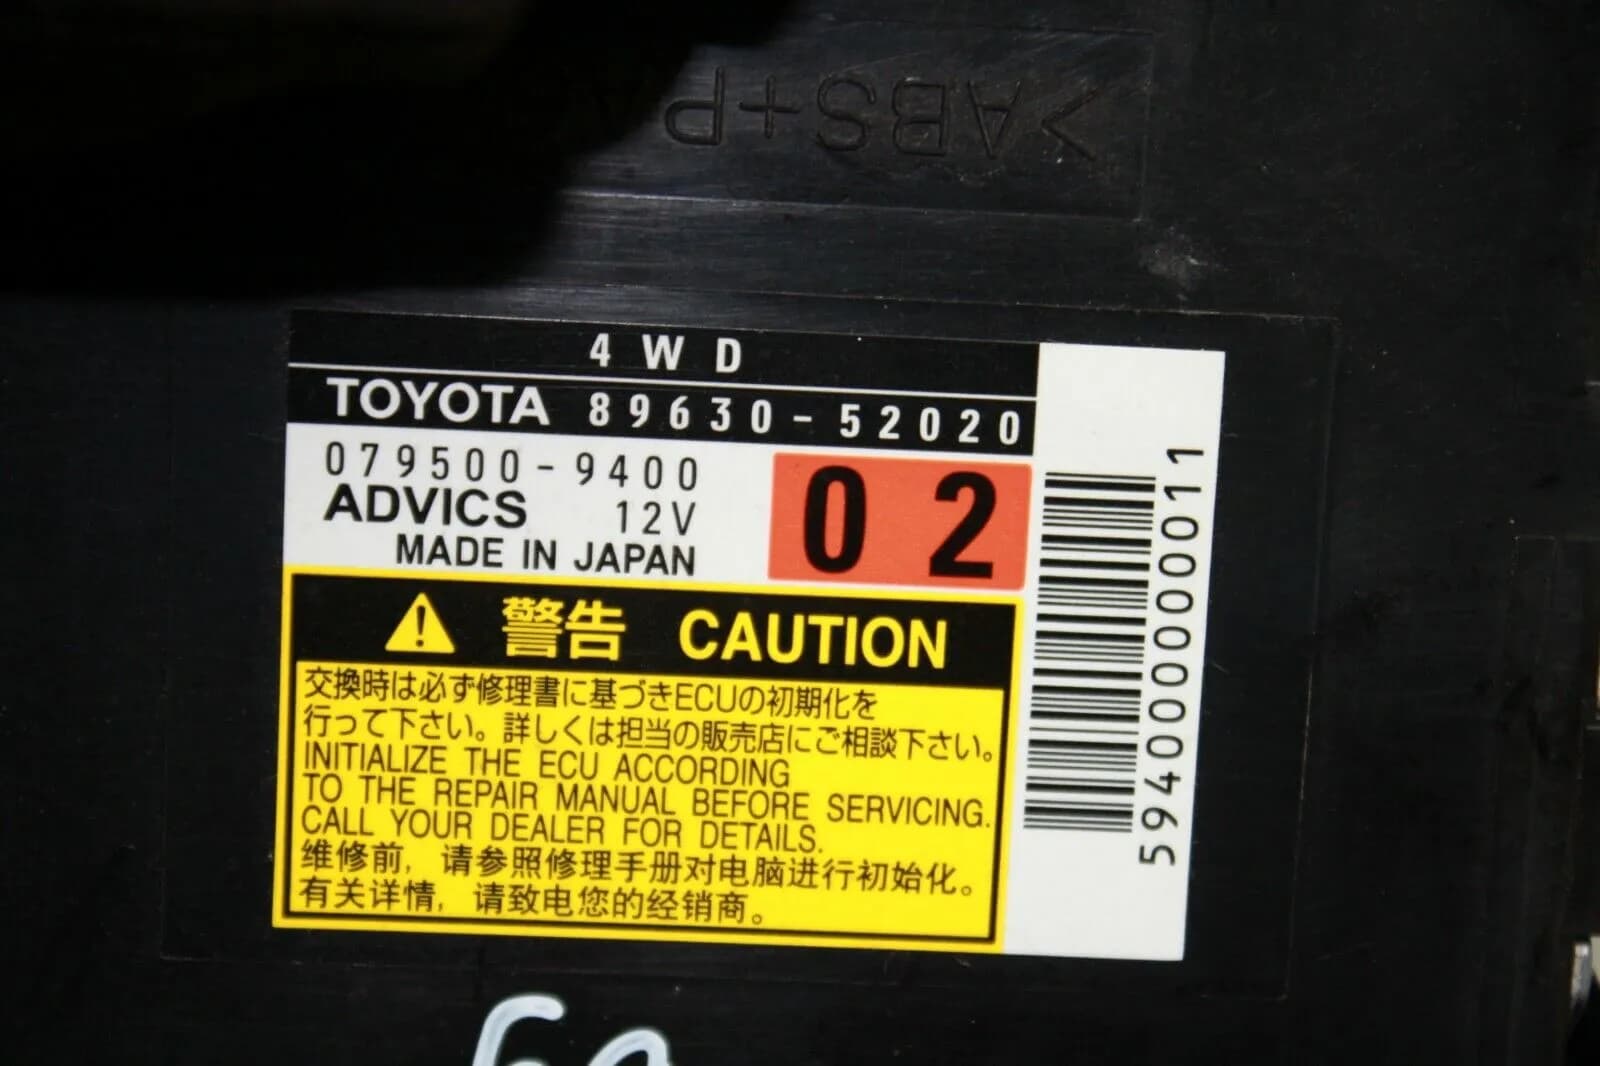 >ABS+P
4WD
TOYOTA 89630-52020
079500-9400
ADVICS 12V
MADE IN JAPAN
02
警告 CAUTION
交換時は必ず修理書に基づきECUの初期化を
行って下さい。詳しくは担当の販売店にご相談下さい。
INITIALIZE THE ECU ACCORDING
TO THE REPAIR MANUAL BEFORE SERVICING.
CALL YOUR DEALER FOR DETAILS.
维修前，请参照修理手册对电脑进行初始化。
有关详情，请致电您的经销商。
5940000000011